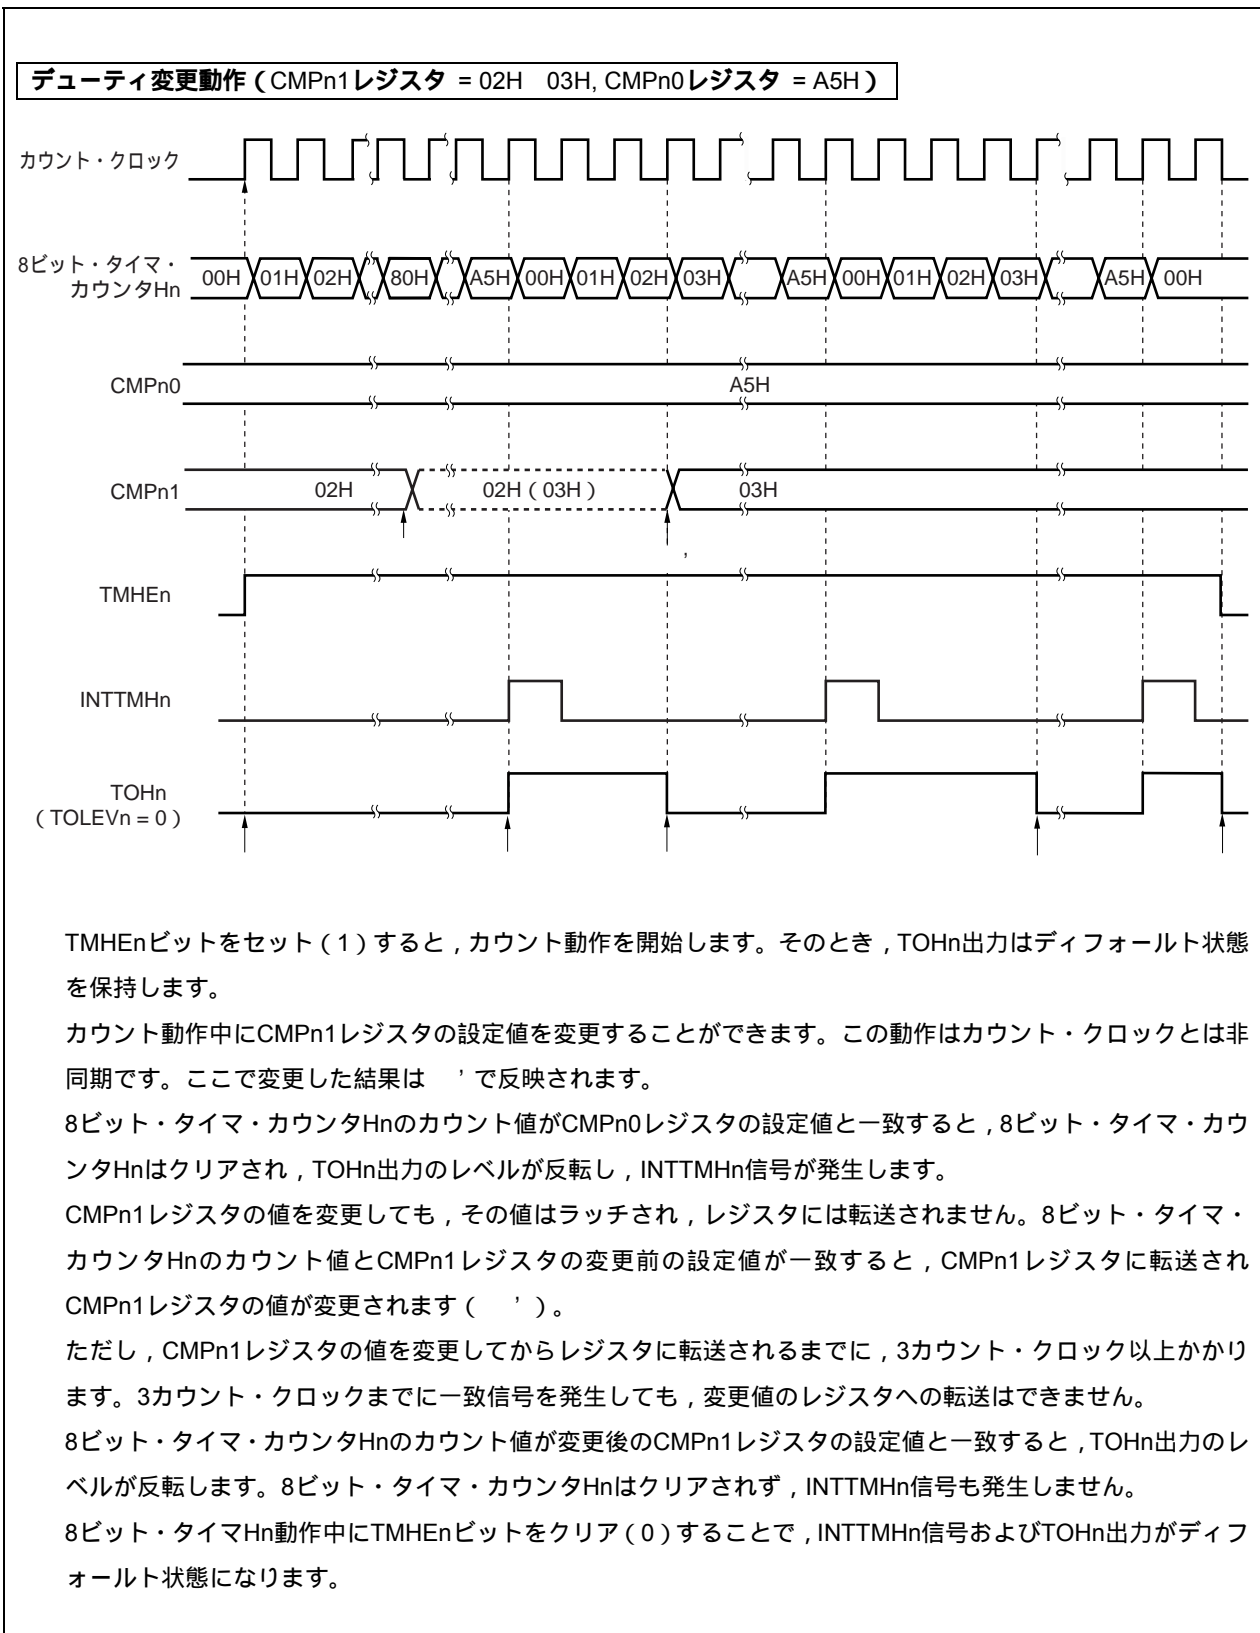 デューティ変更動作（CMPn1レジスタ = 02H　03H, CMPn0レジスタ = A5H）
カウント・クロック
8ビット・タイマ・
カウンタHn
00H 01H 02H 80H A5H 00H 01H 02H 03H A5H 00H 01H 02H 03H A5H 00H
CMPn0
A5H
CMPn1
02H
02H（03H）
03H
’
TMHEn
INTTMHn
TOHn
（TOLEVn = 0）
TMHEnビットをセット（1）すると，カウント動作を開始します。そのとき，TOHn出力はディフォールト状態
を保持します。
カウント動作中にCMPn1レジスタの設定値を変更することができます。この動作はカウント・クロックとは非
同期です。ここで変更した結果は　’で反映されます。
8ビット・タイマ・カウンタHnのカウント値がCMPn0レジスタの設定値と一致すると，8ビット・タイマ・カウ
ンタHnはクリアされ，TOHn出力のレベルが反転し，INTTMHn信号が発生します。
CMPn1レジスタの値を変更しても，その値はラッチされ，レジスタには転送されません。8ビット・タイマ・
カウンタHnのカウント値とCMPn1レジスタの変更前の設定値が一致すると，CMPn1レジスタに転送され
CMPn1レジスタの値が変更されます（　’）。
ただし，CMPn1レジスタの値を変更してからレジスタに転送されるまでに，3カウント・クロック以上かかり
ます。3カウント・クロックまでに一致信号を発生しても，変更値のレジスタへの転送はできません。
8ビット・タイマ・カウンタHnのカウント値が変更後のCMPn1レジスタの設定値と一致すると，TOHn出力のレ
ベルが反転します。8ビット・タイマ・カウンタHnはクリアされず，INTTMHn信号も発生しません。
8ビット・タイマHn動作中にTMHEnビットをクリア（0）することで，INTTMHn信号およびTOHn出力がディフ
ォールト状態になります。